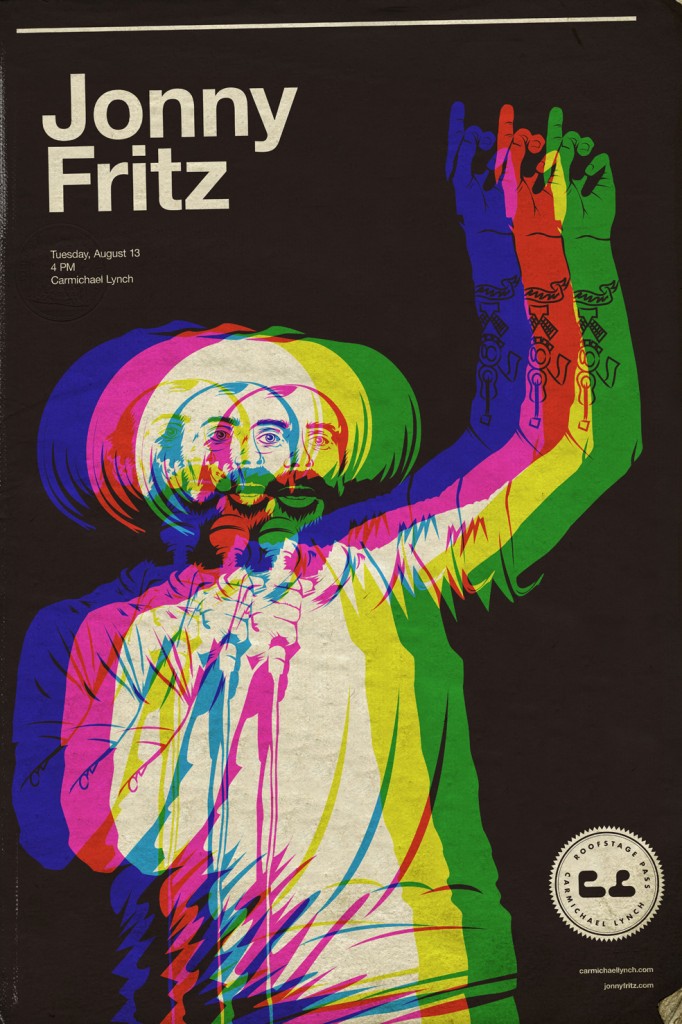 Jonny
Fritz
Tuesday, August 13
4 PM
Carmichael Lynch
ROOFSTAGE PASS
CARMICHAEL LYNCH
carmichaellynch.com
jonnyfritz.com